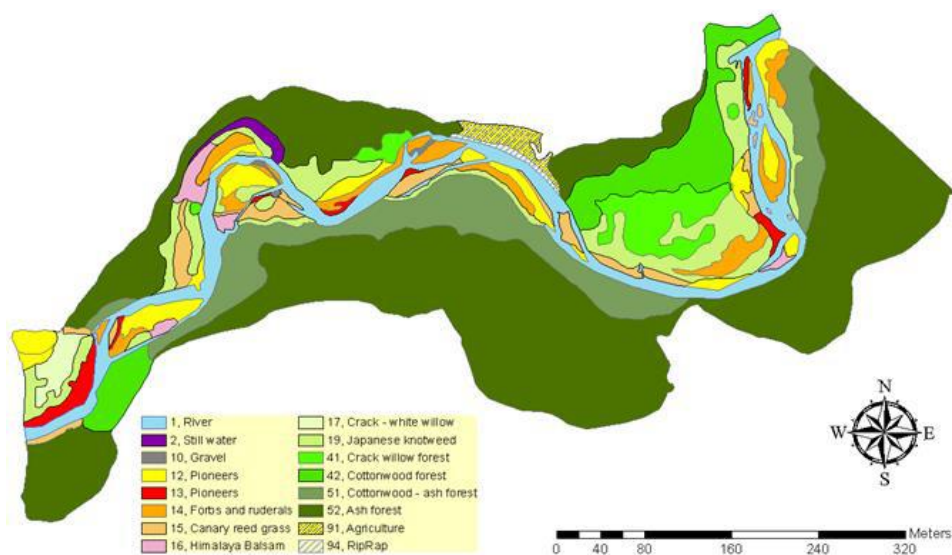 N
W E
S
1, River
2, Still water
10, Gravel
12, Pioneers
13, Pioneers
14, Forbs and ruderals
15, Canary reed grass
16, Himalaya Balsam
17, Crack - white willow
19, Japanese knotweed
41, Crack willow forest
42, Cottonwood forest
51, Cottonwood - ash forest
52, Ash forest
91, Agriculture
94, RipRap
Meters
0 20 40 80 160 240 320